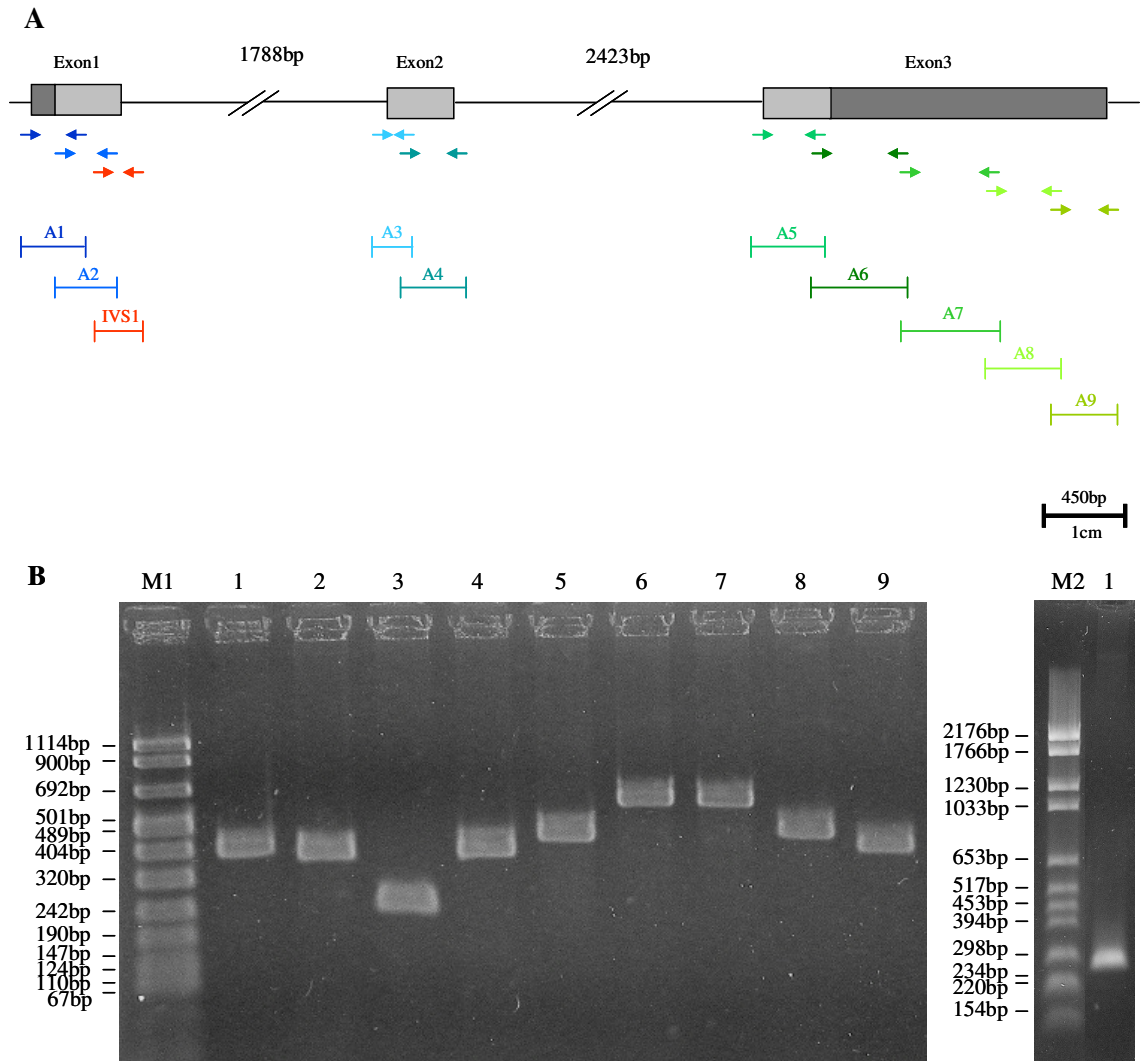 A
Exon1 1788bp Exon2 2423bp Exon3
A1 A3 A5
A2 A4 A6
IVS1 A7
A8
A9
450bp
1cm
B M1 1 2 3 4 5 6 7 8 9 M2 1
1114bp
900bp
692bp
501bp
489bp
404bp
320bp
242bp
190bp
147bp
124bp
110bp
67bp
2176bp
1766bp
1230bp
1033bp
653bp
517bp
453bp
394bp
298bp
234bp
220bp
154bp